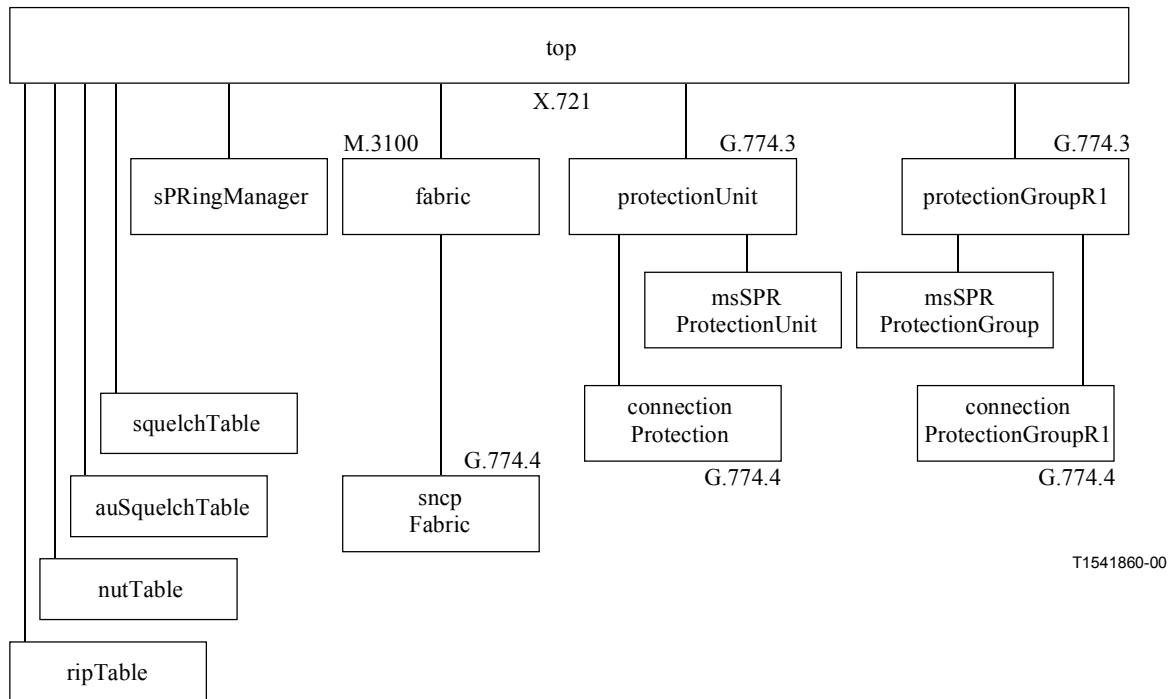 top
X.721
M.3100
G.774.3
G.774.3
sPRingManager
fabric
protectionUnit
protectionGroupR1
msSPR
ProtectionUnit
msSPR
ProtectionGroup
squelchTable
connection
Protection
connection
ProtectionGroupR1
G.774.4
G.774.4
G.774.4
auSquelchTable
sncp
Fabric
T1541860-00
nutTable
ripTable